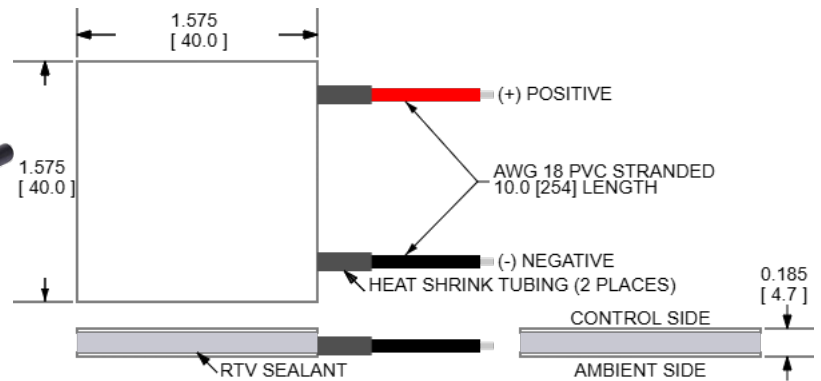 1.575
[ 40.0 ]
(+) POSITIVE
1.575
[ 40.0 ]
AWG 18 PVC STRANDED
10.0 [254] LENGTH
(-) NEGATIVE
HEAT SHRINK TUBING (2 PLACES)
0.185
[ 4.7 ]
CONTROL SIDE
RTV SEALANT
AMBIENT SIDE